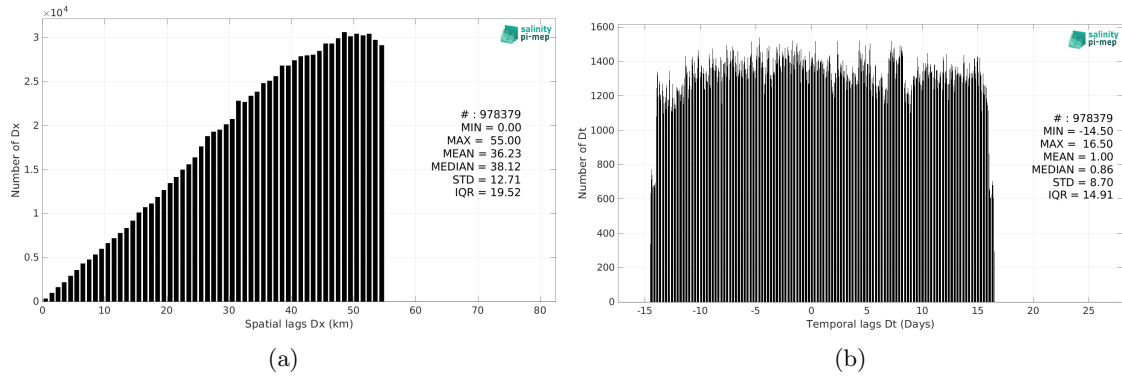 ×10⁴
3
2.5
2
1.5
1
0.5
0
Number of Dx
0 10 20 30 40 50 60 70 80
Spatial lags Dx (km)
salinity
pi-mep
# : 978379
MIN = 0.00
MAX = 55.00
MEAN = 36.23
MEDIAN = 38.12
STD = 12.71
IQR = 19.52
(a)
1600
1400
1200
1000
800
600
400
200
0
Number of Dt
-15 -10 -5 0 5 10 15 20 25
Temporal lags Dt (Days)
salinity
pi-mep
# : 978379
MIN = -14.50
MAX = 16.50
MEAN = 1.00
MEDIAN = 0.86
STD = 8.70
IQR = 14.91
(b)